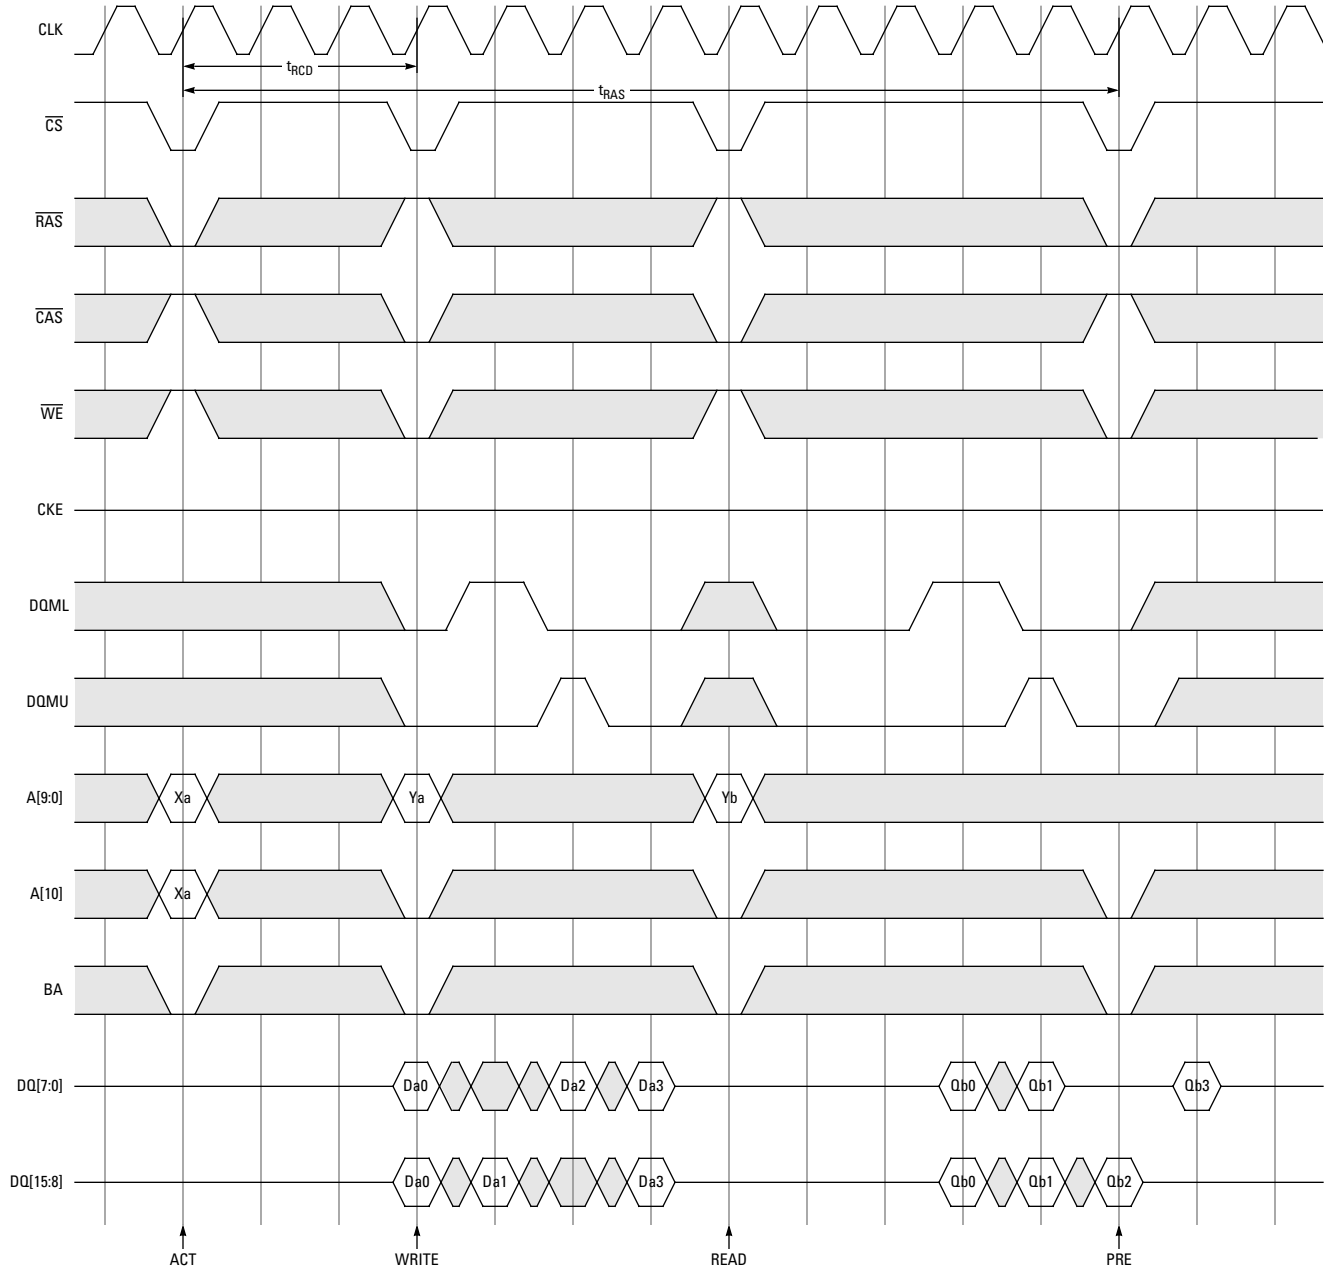 CLK
tRCD
tRAS
CS
RAS
CAS
WE
CKE
DQML
DQMU
A[9:0] Xa Ya Yb
A[10] Xa
BA
DQ[7:0] Da0 Da2 Da3 Qb0 Qb1 Qb3
DQ[15:8] Da0 Da1 Da3 Qb0 Qb1 Qb2
ACT WRITE READ PRE